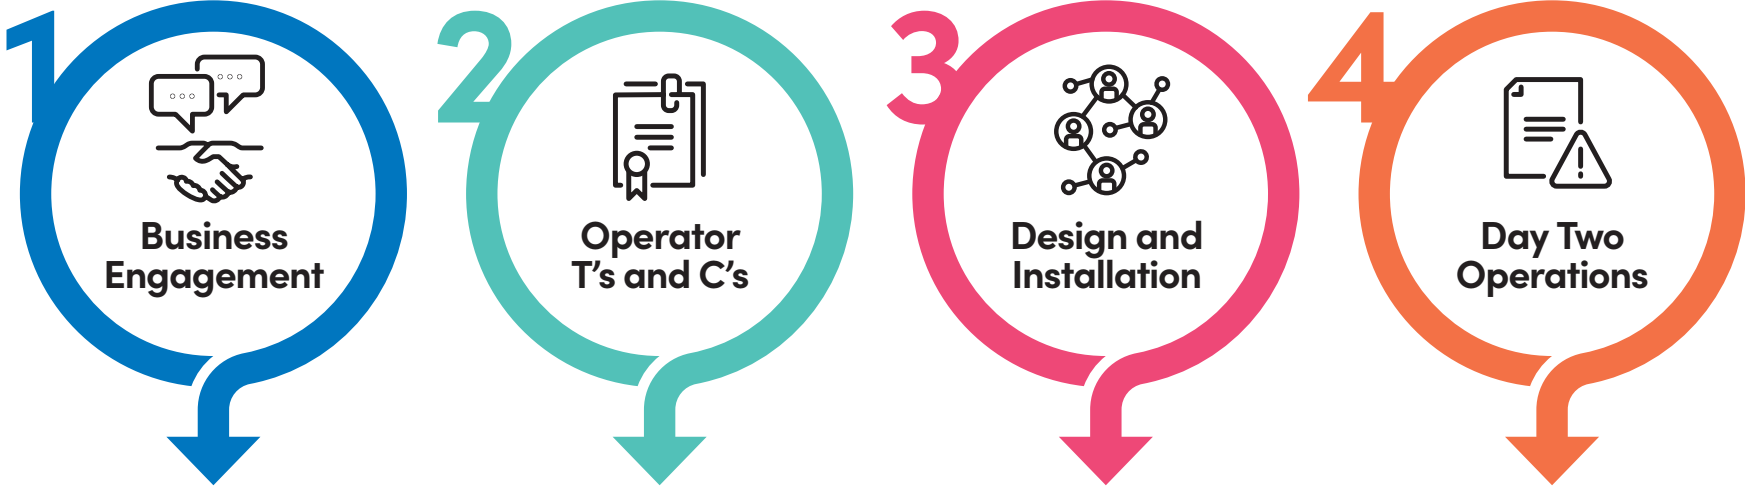 1
Business
Engagement
2
Operator
T’s and C’s
3
Design and
Installation
4
Day Two
Operations